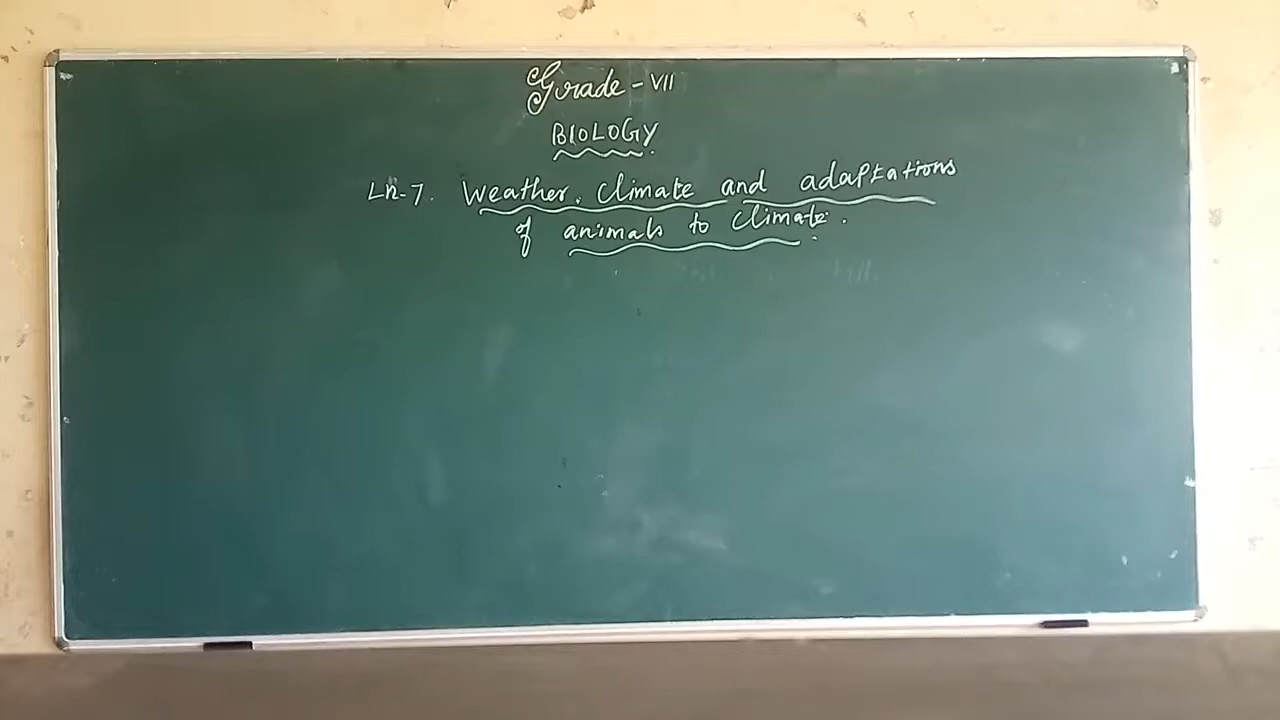 Grade - VII
BIOLOGY
Ln-7. Weather, Climate and adaptations
of animals to climate.